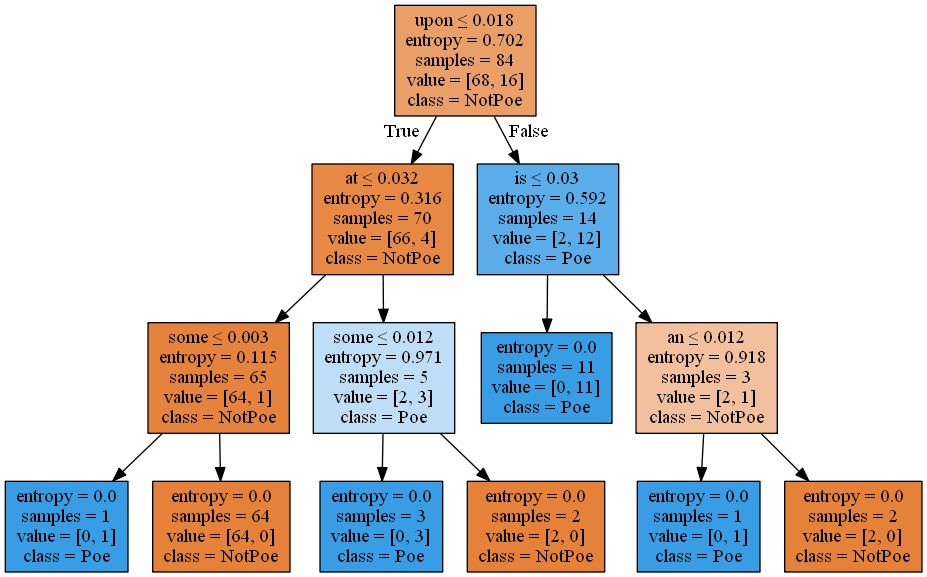 upon ≤ 0.018
entropy = 0.702
samples = 84
value = [68, 16]
class = NotPoe
True
False
at ≤ 0.032
entropy = 0.316
samples = 70
value = [66, 4]
class = NotPoe
is ≤ 0.03
entropy = 0.592
samples = 14
value = [2, 12]
class = Poe
some ≤ 0.003
entropy = 0.115
samples = 65
value = [64, 1]
class = NotPoe
some ≤ 0.012
entropy = 0.971
samples = 5
value = [2, 3]
class = Poe
entropy = 0.0
samples = 11
value = [0, 11]
class = Poe
an ≤ 0.012
entropy = 0.918
samples = 3
value = [2, 1]
class = NotPoe
entropy = 0.0
samples = 1
value = [0, 1]
class = Poe
entropy = 0.0
samples = 64
value = [64, 0]
class = NotPoe
entropy = 0.0
samples = 3
value = [0, 3]
class = Poe
entropy = 0.0
samples = 2
value = [2, 0]
class = NotPoe
entropy = 0.0
samples = 1
value = [0, 1]
class = Poe
entropy = 0.0
samples = 2
value = [2, 0]
class = NotPoe